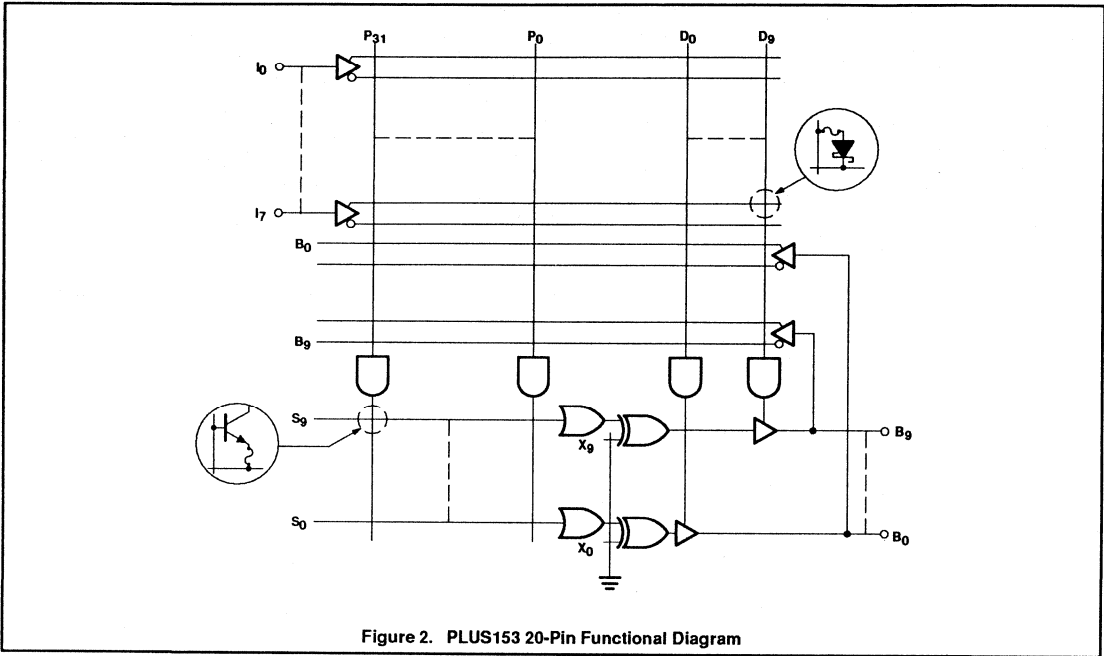 P31 P0 D0 D9
I0
I7
B0
B9
S9
X9
B9
S0
X0
B0
Figure 2. PLUS153 20-Pin Functional Diagram